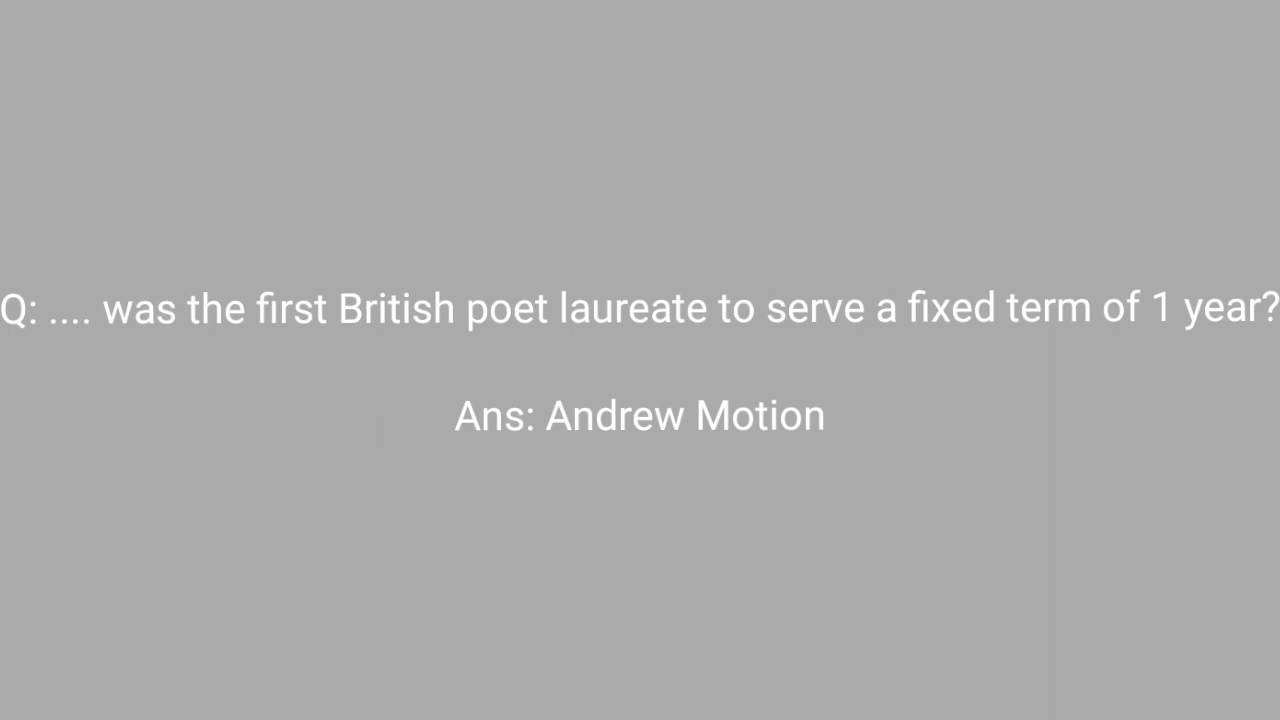 Q: .... was the first British poet laureate to serve a fixed term of 1 year?
Ans: Andrew Motion